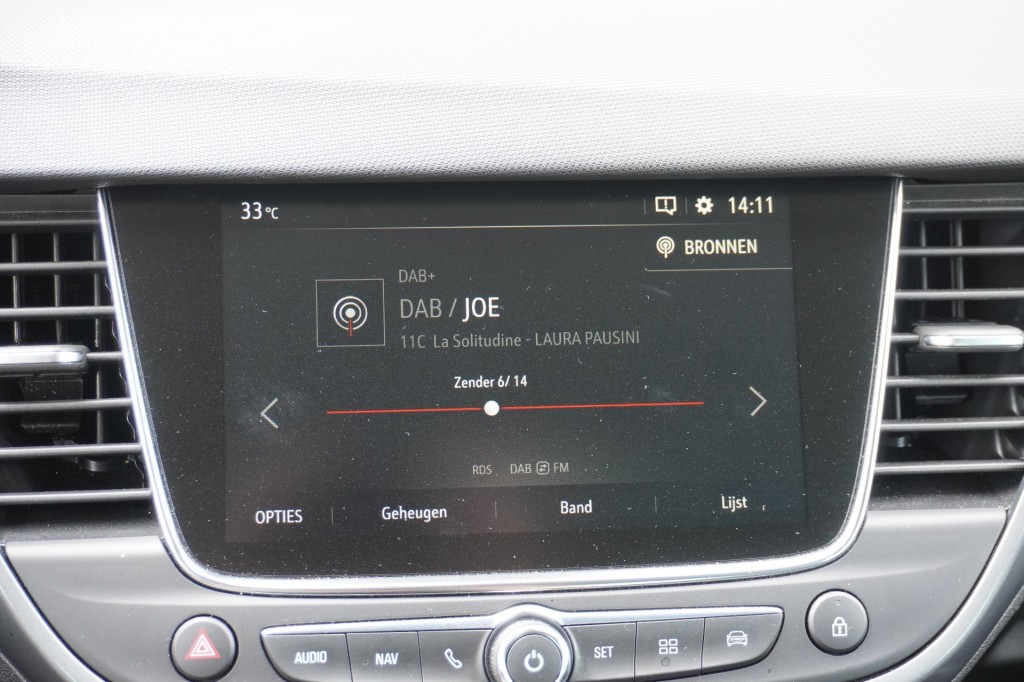 33°C
14:11
BRONNEN
DAB+
DAB / JOE
11C La Solitudine - LAURA PAUSINI
Zender 6/ 14
RDS DAB FM
OPTIES Geheugen Band Lijst
AUDIO NAV SET